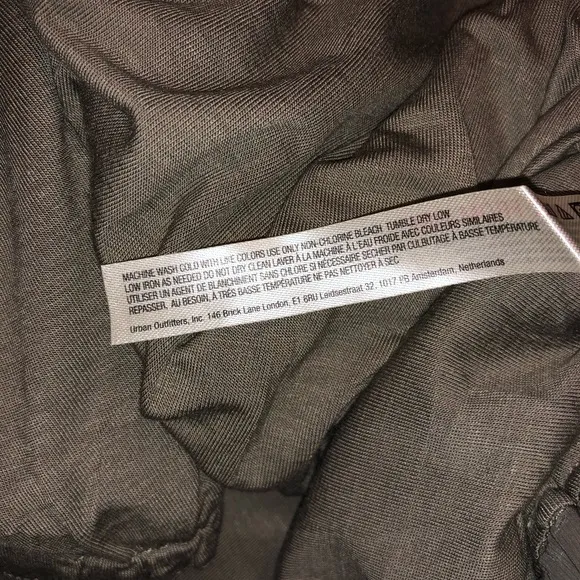 MACHINE WASH COLD WITH LIKE COLORS USE ONLY NON-CHLORINE BLEACH TUMBLE DRY LOW
LOW IRON AS NEEDED DO NOT DRY CLEAN LAVER À LA MACHINE À L'EAU FROIDE AVEC COULEURS SIMILAIRES
UTILISER UN AGENT DE BLANCHIMENT SANS CHLORE SI NÉCESSAIRE SECHER PAR CULBUTAGE À BASSE TEMPÉRATURE
REPASSER, AU BESOIN, À TRÈS BASSE TEMPÉRATURE NE PAS NETTOYER À SEC
Urban Outfitters, Inc. 146 Brick Lane London, E1 6RU Leidsestraat 32, 1017 PB Amsterdam, Netherlands